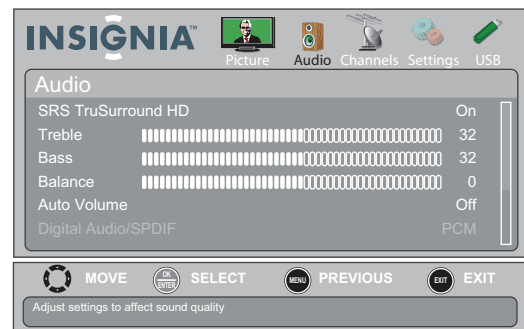 INSIGNIA™
Picture Audio Channels Settings USB
Audio
SRS TruSurround HD On
Treble 32
Bass 32
Balance 0
Auto Volume Off
Digital Audio/SPDIF PCM
MOVE OK ENTER SELECT MENU PREVIOUS EXIT EXIT
Adjust settings to affect sound quality